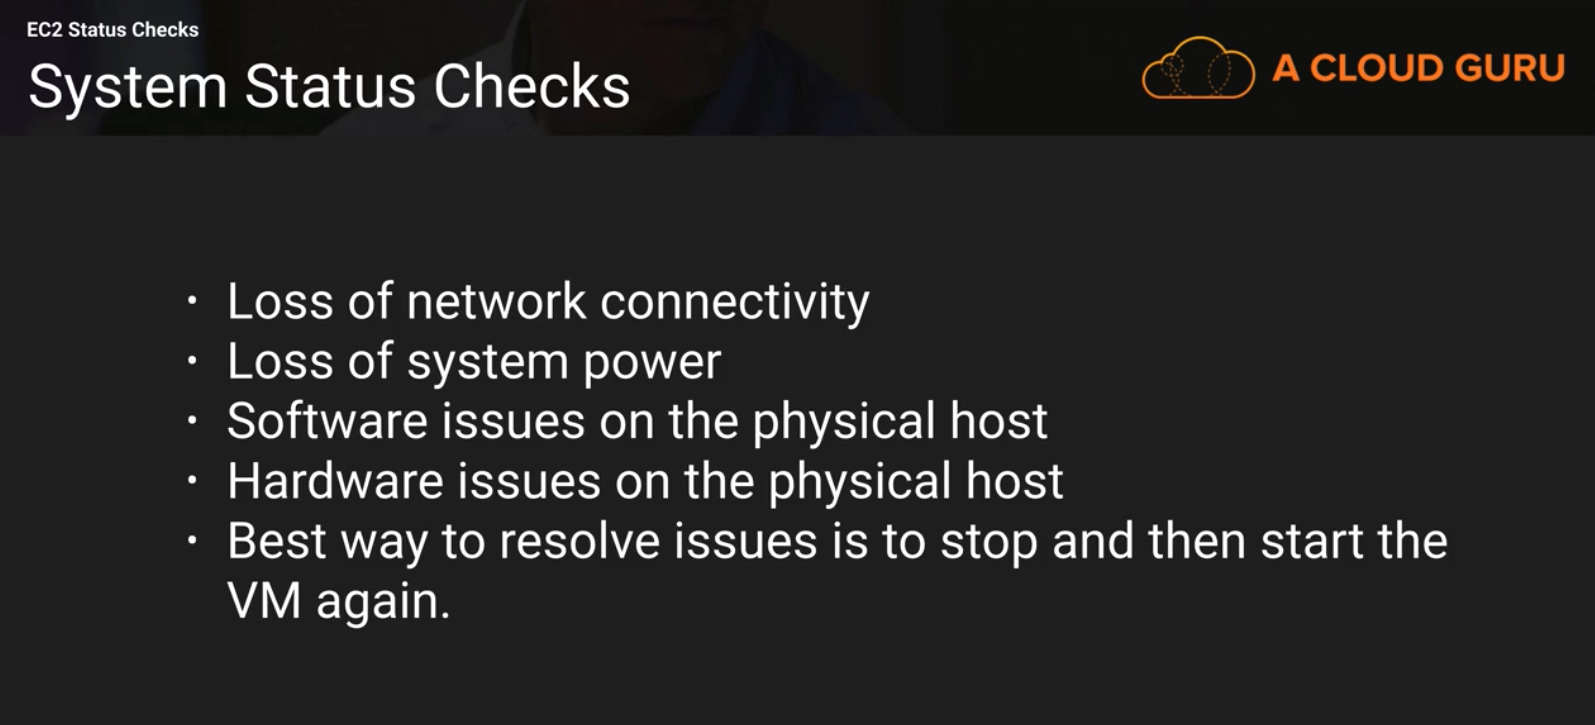 EC2 Status Checks
System Status Checks
A CLOUD GURU
• Loss of network connectivity
• Loss of system power
• Software issues on the physical host
• Hardware issues on the physical host
• Best way to resolve issues is to stop and then start the
VM again.